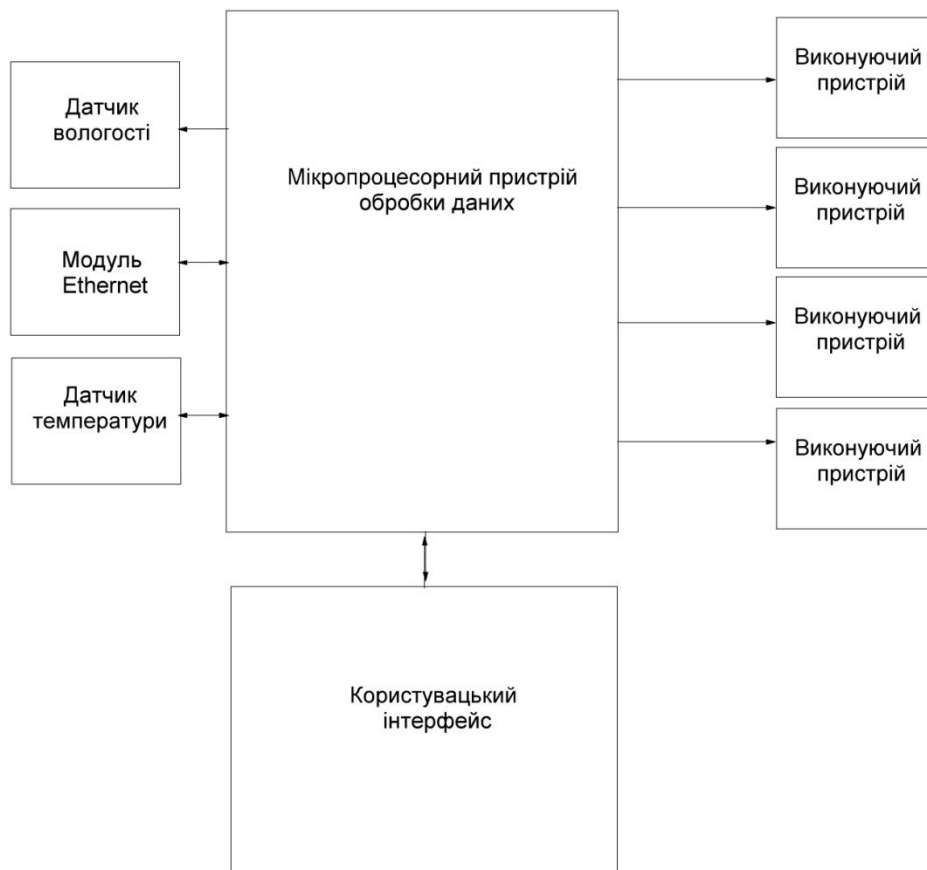 Датчик
вологості
Модуль
Ethernet
Датчик
температури
Мікропроцесорний пристрій
обробки даних
Виконуючий
пристрій
Виконуючий
пристрій
Виконуючий
пристрій
Виконуючий
пристрій
Користувацький
інтерфейс